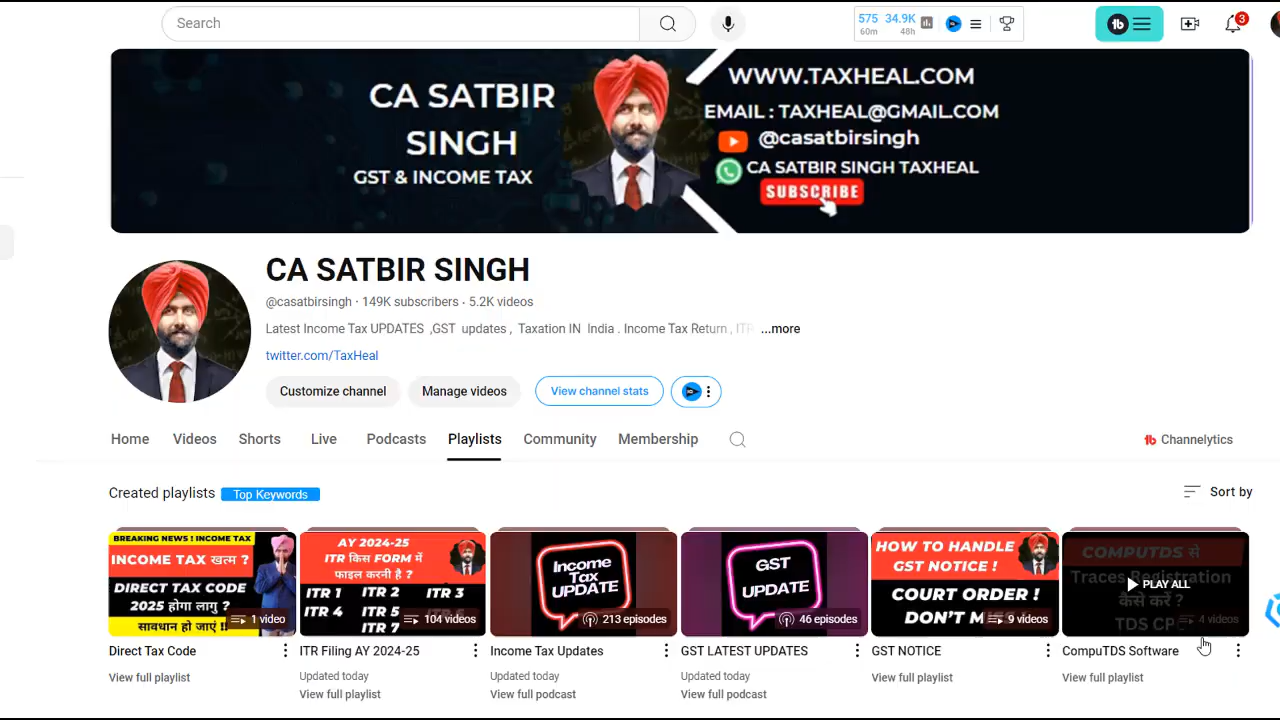 Search
575 34.9K
60m 48h
3
CA SATBIR
SINGH
GST & INCOME TAX
WWW.TAXHEAL.COM
EMAIL : TAXHEAL@GMAIL.COM
@casatbirsingh
CA SATBIR SINGH TAXHEAL
SUBSCRIBE
CA SATBIR SINGH
@casatbirsingh · 149K subscribers · 5.2K videos
Latest Income Tax UPDATES ,GST updates , Taxation IN India . Income Tax Return , ITR ...more
twitter.com/TaxHeal
Customize channel Manage videos View channel stats
Home Videos Shorts Live Podcasts Playlists Community Membership
Channelytics
Created playlists Top Keywords
Sort by
BREAKING NEWS ! INCOME TAX
INCOME TAX खत्म ?
DIRECT TAX CODE
2025 होगा लागु ?
सावधान हो जाएं !!
1 video
AY 2024-25
ITR किस FORM में
फाइल करनी है ?
ITR 1 ITR 2 ITR 3
ITR 4 ITR 5
ITR 7
104 videos
Income
Tax
UPDATE
213 episodes
GST
UPDATE
46 episodes
HOW TO HANDLE
GST NOTICE !
COURT ORDER !
DON'T
9 videos
COMPUTDS से
Traces Registration
कैसे करें ?
TDS
PLAY ALL
4 videos
Direct Tax Code
View full playlist
ITR Filing AY 2024-25
Updated today
View full playlist
Income Tax Updates
Updated today
View full podcast
GST LATEST UPDATES
Updated today
View full podcast
GST NOTICE
View full playlist
CompuTDS Software
View full playlist